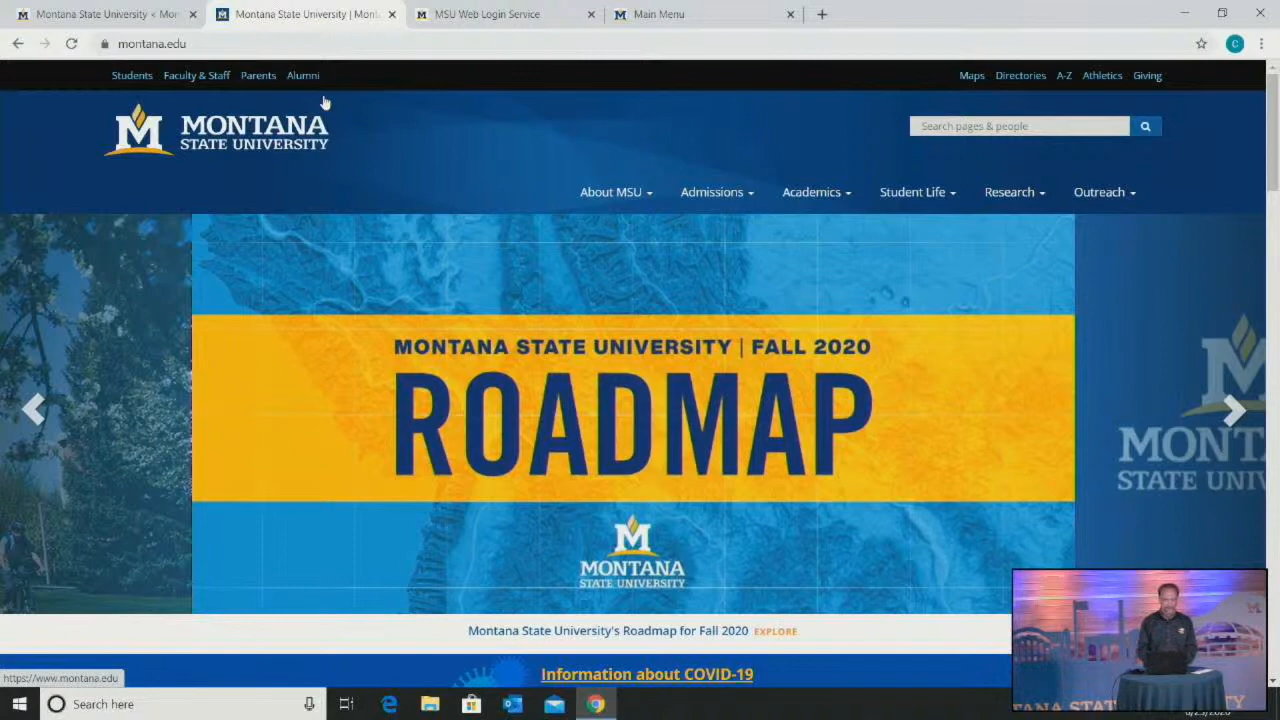 Montana State University < Mon
Montana State University | Mont
MSU Web Login Service
Main Menu
montana.edu
C
Students Faculty & Staff Parents Alumni
Maps Directories A-Z Athletics Giving
M MONTANA
STATE UNIVERSITY
Search pages & people
About MSU Admissions Academics Student Life Research Outreach
MONTANA STATE UNIVERSITY | FALL 2020
ROADMAP
M
MONTANA
STATE UNIVERSITY
M
MONT
STATE UNIV
Montana State University's Roadmap for Fall 2020 EXPLORE
Information about COVID-19
https://www.montana.edu
TANA STAT
Search here